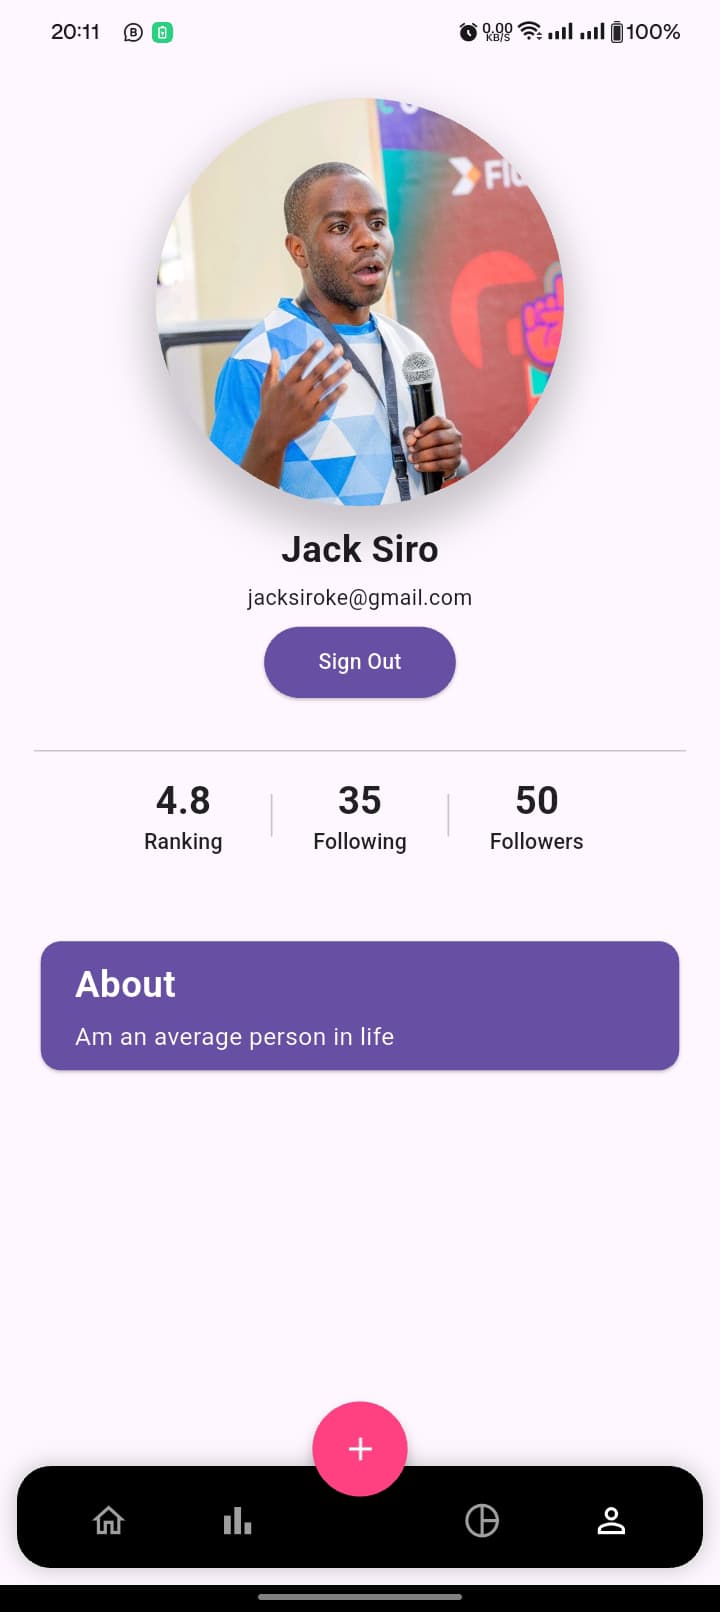 20:11 0.00 100%
KB/S
Jack Siro
jacksiroke@gmail.com
Sign Out
4.8 35 50
Ranking Following Followers
About
Am an average person in life